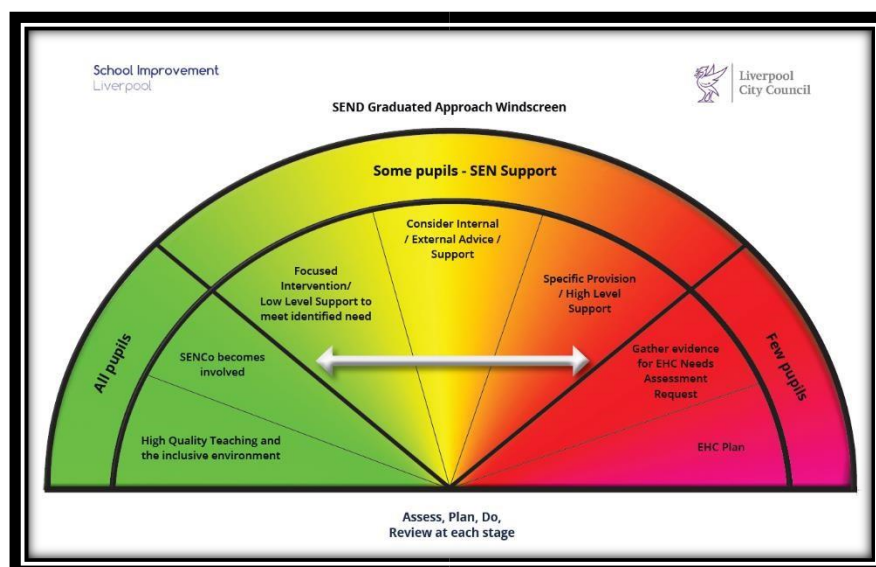 School Improvement
Liverpool
Liverpool
City Council
SEND Graduated Approach Windscreen
Some pupils - SEN Support
Consider Internal
/ External Advice /
Support
Focused
Intervention/
Low Level Support to
meet identified need
Specific Provision
/ High Level
Support
All pupils
SENCo becomes
involved
Gather evidence
for EHC Needs
Assessment
Request
Few pupils
High Quality Teaching and
the inclusive environment
EHC Plan
Assess, Plan, Do,
Review at each stage